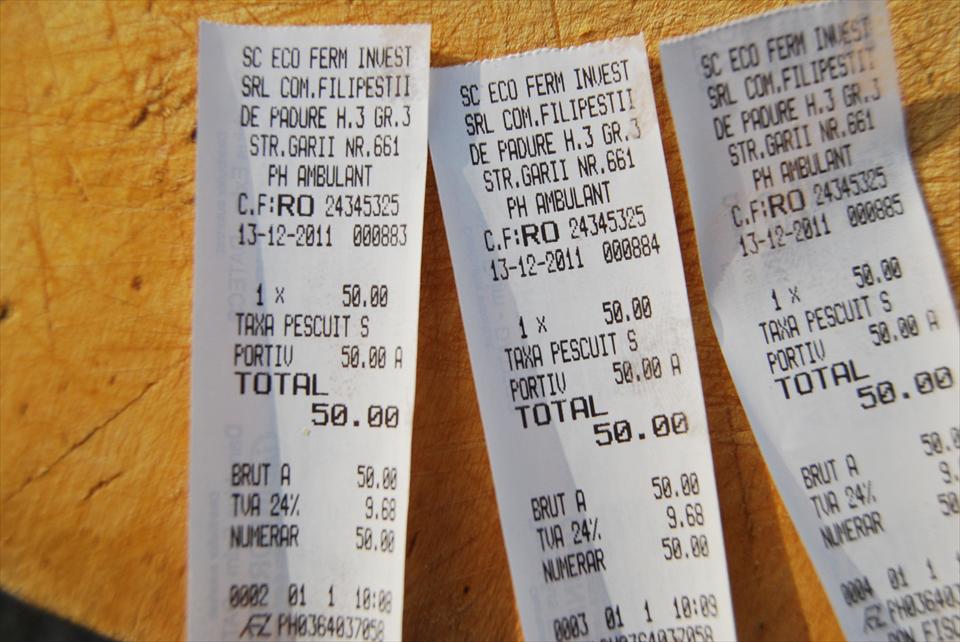 SC ECO FERM INVEST
SRL COM.FILIPESTII
DE PADURE H.3 GR.3
STR.GARII NR.661
PH AMBULANT
C.F:RO 24345325
13-12-2011 000883
1 X 50.00
TAXA PESCUIT S
PORTIV 50.00 A
TOTAL
50.00
BRUT A 50.00
TVA 24% 9.68
NUMERAR 50.00
0002 01 1 10:08
PH0364037058
SC ECO FERM INVEST
SRL COM.FILIPESTII
DE PADURE H.3 GR.3
STR.GARII NR.661
PH AMBULANT
C.F:RO 24345325
13-12-2011 000884
1 X 50.00
TAXA PESCUIT S
PORTIV 50.00 A
TOTAL
50.00
BRUT A 50.00
TVA 24% 9.68
NUMERAR 50.00
0003 01 1 10:09
PH0364037058
SC ECO FERM INVEST
SRL COM.FILIPESTII
DE PADURE H.3 GR.3
STR.GARII NR.661
PH AMBULANT
C.F:RO 24345325
13-12-2011 000885
1 X 50.00
TAXA PESCUIT S
PORTIV 50.00 A
TOTAL
50.00
BRUT A 50.0
TVA 24% 9.
NUMERAR 50
0004 01 1
PH036403